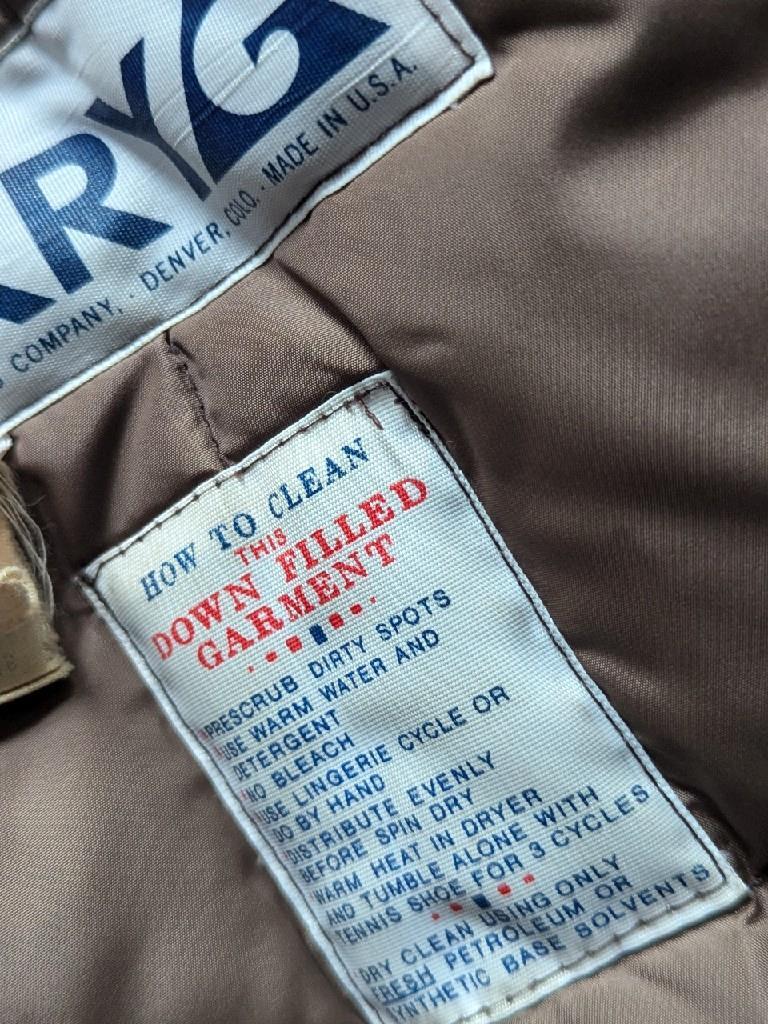 RYG
COMPANY, · DENVER, COLO. · MADE IN U.S.A.
HOW TO CLEAN
THIS
DOWN FILLED
GARMENT
PRESCRUB DIRTY SPOTS
USE WARM WATER AND
DETERGENT
NO BLEACH
USE LINGERIE CYCLE OR
DO BY HAND
DISTRIBUTE EVENLY
BEFORE SPIN DRY
WARM HEAT IN DRYER
AND TUMBLE ALONE WITH
TENNIS SHOE FOR 3 CYCLES
DRY CLEAN USING ONLY
FRESH PETROLEUM OR
SYNTHETIC BASE SOLVENTS